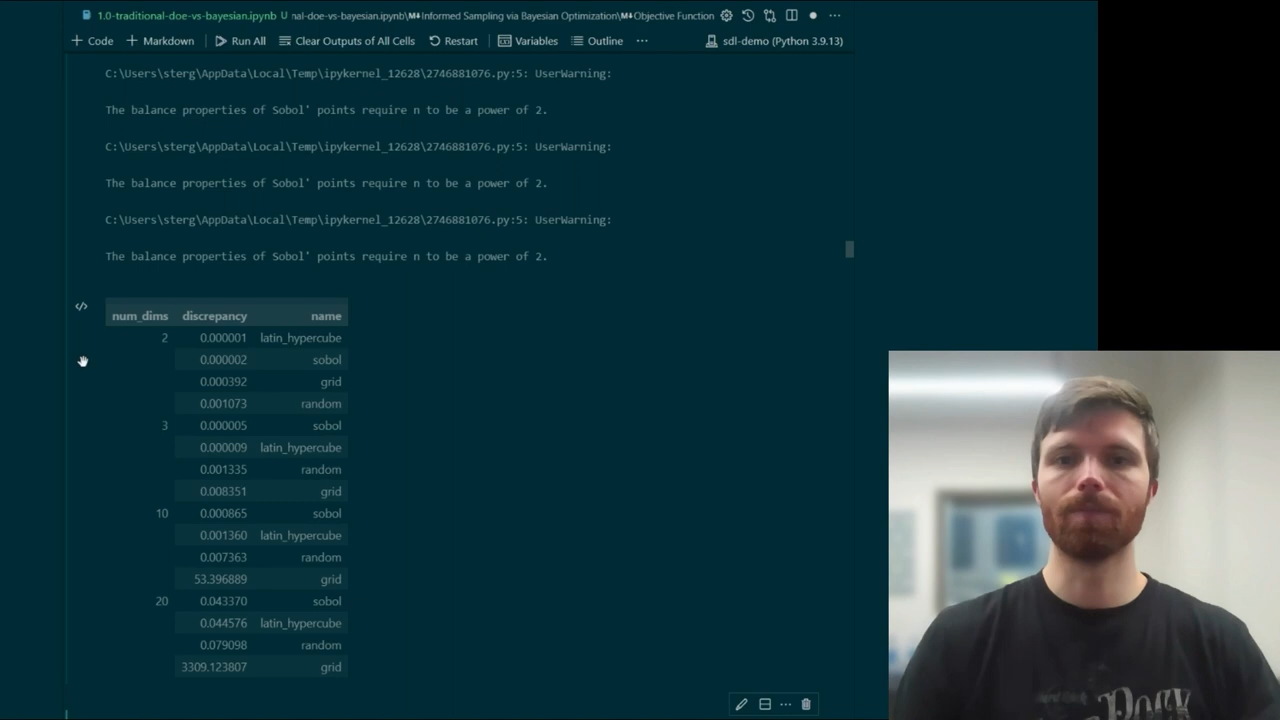 1.0-traditional-doe-vs-bayesian.ipynb U nal-doe-vs-bayesian.ipynb\M↓Informed Sampling via Bayesian Optimization\M↓Objective Function
+ Code + Markdown Run All Clear Outputs of All Cells Restart Variables Outline ··· sdl-demo (Python 3.9.13)
C:\Users\sterg\AppData\Local\Temp\ipykernel_12628\2746881076.py:5: UserWarning:
The balance properties of Sobol' points require n to be a power of 2.
C:\Users\sterg\AppData\Local\Temp\ipykernel_12628\2746881076.py:5: UserWarning:
The balance properties of Sobol' points require n to be a power of 2.
C:\Users\sterg\AppData\Local\Temp\ipykernel_12628\2746881076.py:5: UserWarning:
The balance properties of Sobol' points require n to be a power of 2.
num_dims discrepancy name
2 0.000001 latin_hypercube
0.000002 sobol
0.000392 grid
0.001073 random
3 0.000005 sobol
0.000009 latin_hypercube
0.001335 random
0.008351 grid
10 0.000865 sobol
0.001360 latin_hypercube
0.007363 random
53.396889 grid
20 0.043370 sobol
0.044576 latin_hypercube
0.079098 random
3309.123807 grid